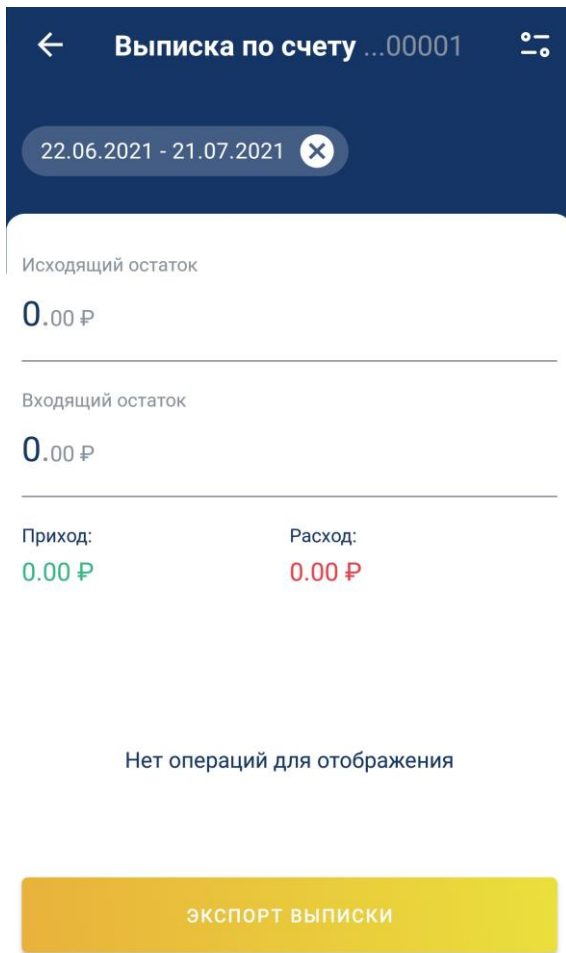 Выписка по счету ...00001
22.06.2021 - 21.07.2021
Исходящий остаток
0.00 ₽
Входящий остаток
0.00 ₽
Приход: Расход:
0.00 ₽ 0.00 ₽
Нет операций для отображения
ЭКСПОРТ ВЫПИСКИ